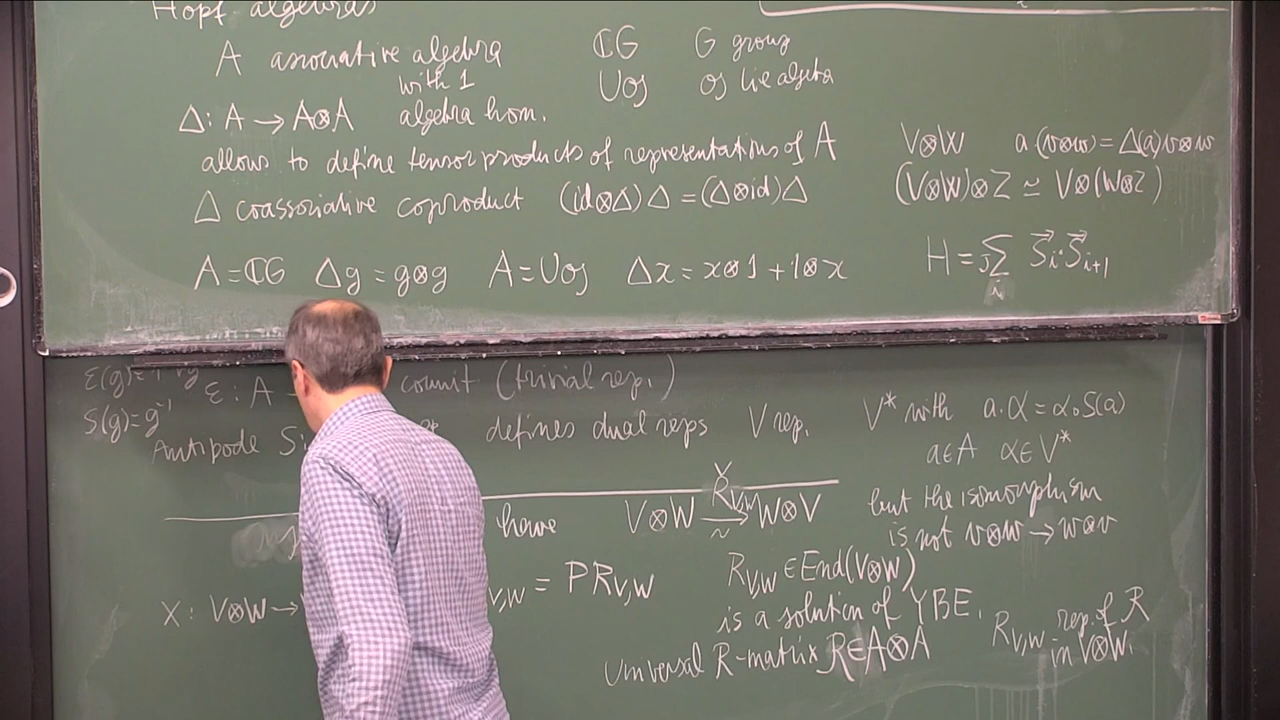 Hopf algebras
A associative algebra with 1
ℂG G group
U𝔤 𝔤 Lie algebra
Δ: A → A⊗A algebra hom.
allows to define tensor products of representations of A
V⊗W a(v⊗w) = Δ(a) v⊗w
(V⊗W)⊗Z ≃ V⊗(W⊗Z)
Δ coassociative coproduct (id⊗Δ)Δ = (Δ⊗id)Δ
A = ℂG Δg = g⊗g A = U𝔤 Δx = x⊗1 + 1⊗x
H = J∑ᵢ S⃗ᵢ·S⃗ᵢ₊₁
ε: A counit (trivial rep.)
S(g) = g⁻¹
Antipode defines dual reps V rep.
V* with a.α = α∘S(a)
a∈A α∈V*
have V⊗W →~ W⊗V Ř_{V,W}
but the isomorphism
is not v⊗w → w⊗v
X: V⊗W →
V,W = P R_{V,W}
R_{V,W} ∈ End(V⊗W)
is a solution of YBE.
Universal R-matrix R∈A⊗A
R_{V,W} rep. of R
in V⊗W.